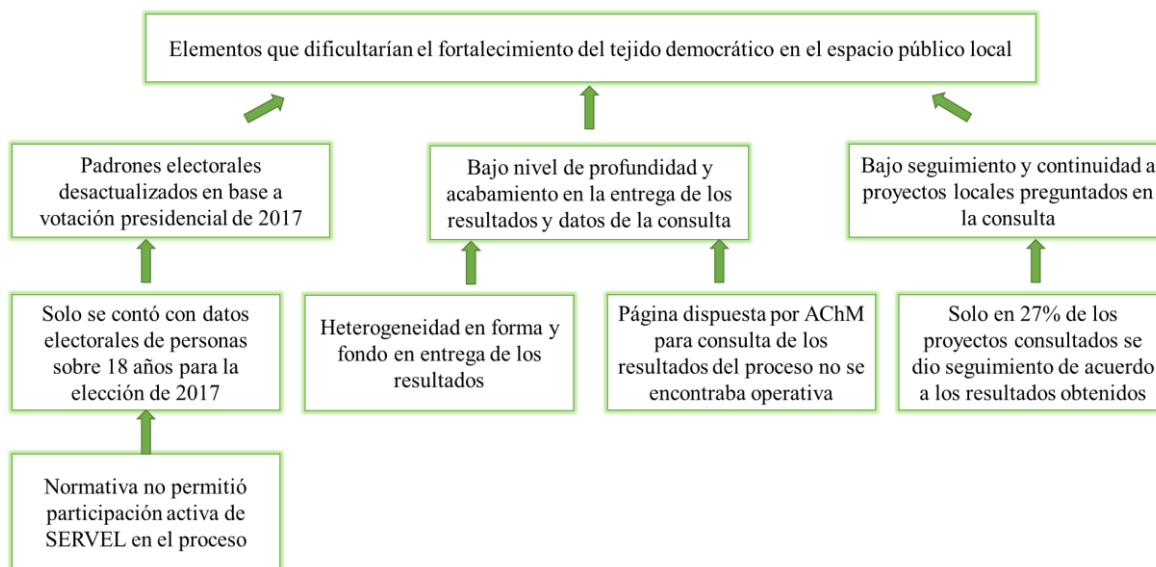 Elementos que dificultarían el fortalecimiento del tejido democrático en el espacio público local
Padrones electorales
desactualizados en base a
votación presidencial de 2017
Bajo nivel de profundidad y
acabamiento en la entrega de los
resultados y datos de la consulta
Bajo seguimiento y continuidad a
proyectos locales preguntados en
la consulta
Solo se contó con datos
electorales de personas
sobre 18 años para la
elección de 2017
Heterogeneidad en forma y
fondo en entrega de los
resultados
Página dispuesta por AChM
para consulta de los
resultados del proceso no se
encontraba operativa
Solo en 27% de los
proyectos consultados se
dio seguimiento de acuerdo
a los resultados obtenidos
Normativa no permitió
participación activa de
SERVEL en el proceso